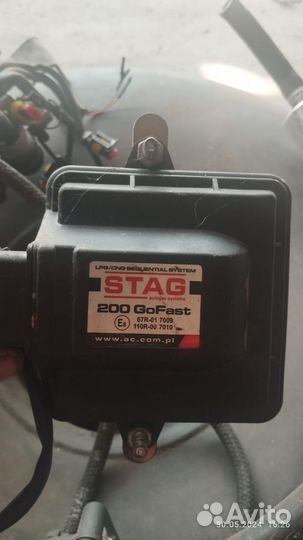 LPG/CNG SEQUENTIAL SYSTEM
STAG
autogas systems
200 GoFast
E8 67R-01 7009
110R-00 7010
www.ac.com.pl
30.05.2024 16:26
Avito